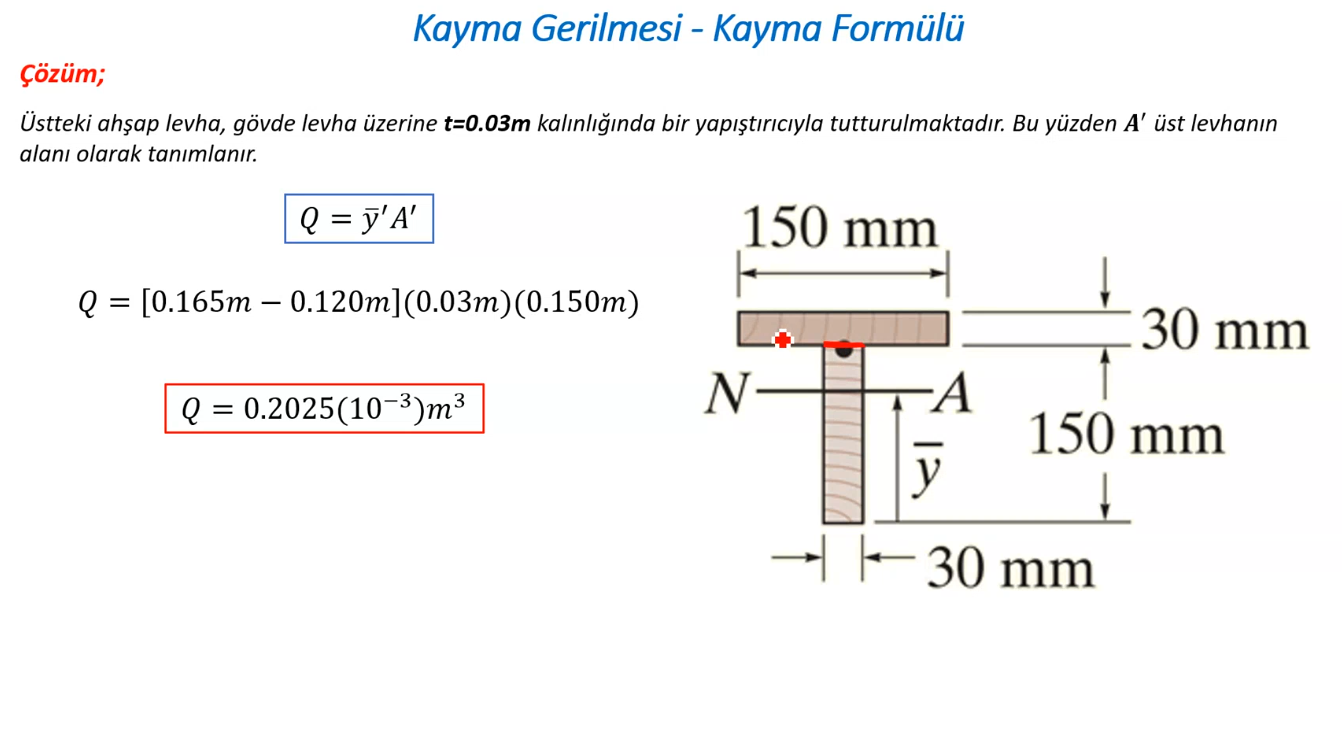 Kayma Gerilmesi - Kayma Formülü
Çözüm;
Üstteki ahşap levha, gövde levha üzerine t=0.03m kalınlığında bir yapıştırıcıyla tutturulmaktadır. Bu yüzden A′ üst levhanın
alanı olarak tanımlanır.
Q = ȳ′A′
Q = [0.165m − 0.120m](0.03m)(0.150m)
Q = 0.2025(10⁻³)m³
150 mm
30 mm
N A
150 mm
ȳ
30 mm